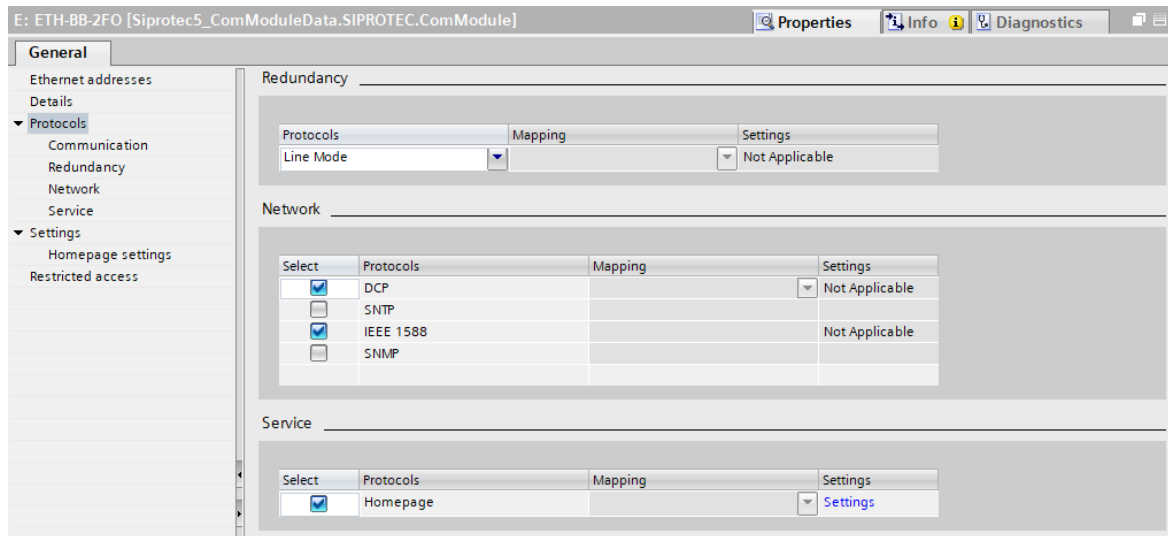 E: ETH-BB-2FO [Siprotec5_ComModuleData.SIPROTEC.ComModule]
Properties
Info
Diagnostics
General
Ethernet addresses
Details
Protocols
Communication
Redundancy
Network
Service
Settings
Homepage settings
Restricted access
Redundancy
Protocols Mapping Settings
Line Mode Not Applicable
Network
Select Protocols Mapping Settings
DCP Not Applicable
SNTP
IEEE 1588 Not Applicable
SNMP
Service
Select Protocols Mapping Settings
Homepage Settings